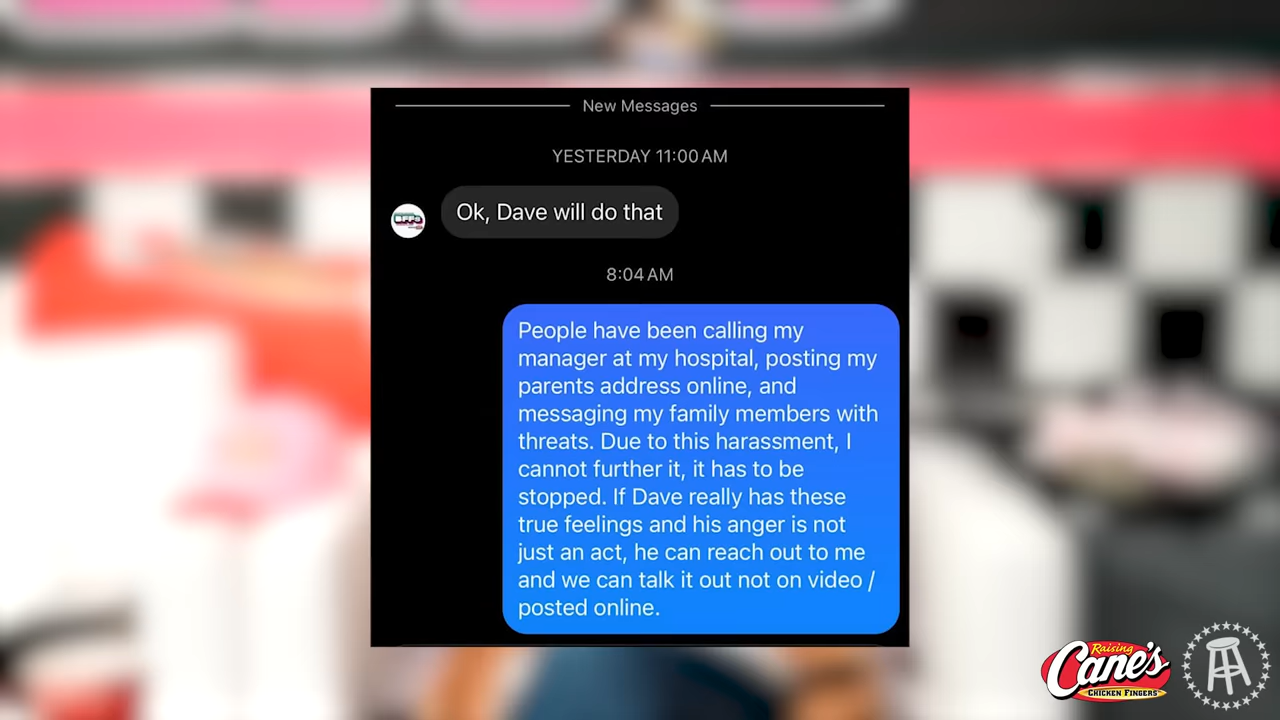 New Messages
YESTERDAY 11:00 AM
BFFs
Ok, Dave will do that
8:04 AM
People have been calling my
manager at my hospital, posting my
parents address online, and
messaging my family members with
threats. Due to this harassment, I
cannot further it, it has to be
stopped. If Dave really has these
true feelings and his anger is not
just an act, he can reach out to me
and we can talk it out not on video /
posted online.
Raising
Cane's
CHICKEN FINGERS